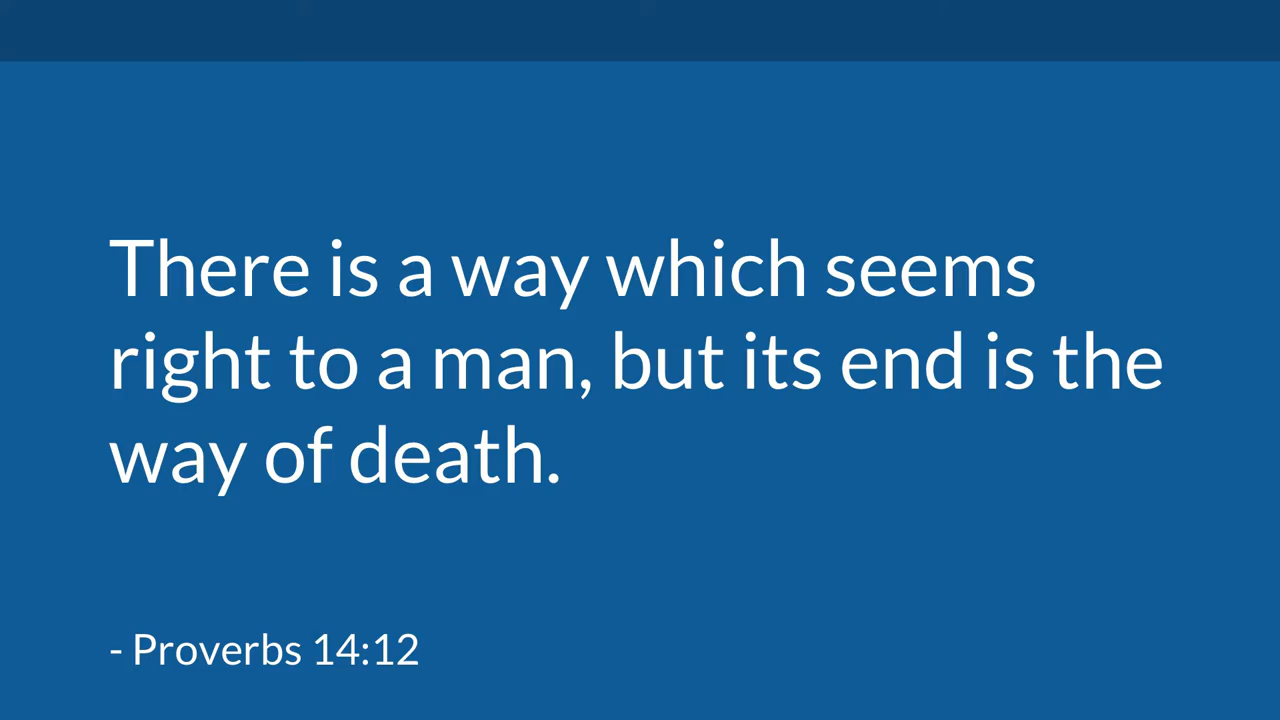 There is a way which seems
right to a man, but its end is the
way of death.
- Proverbs 14:12